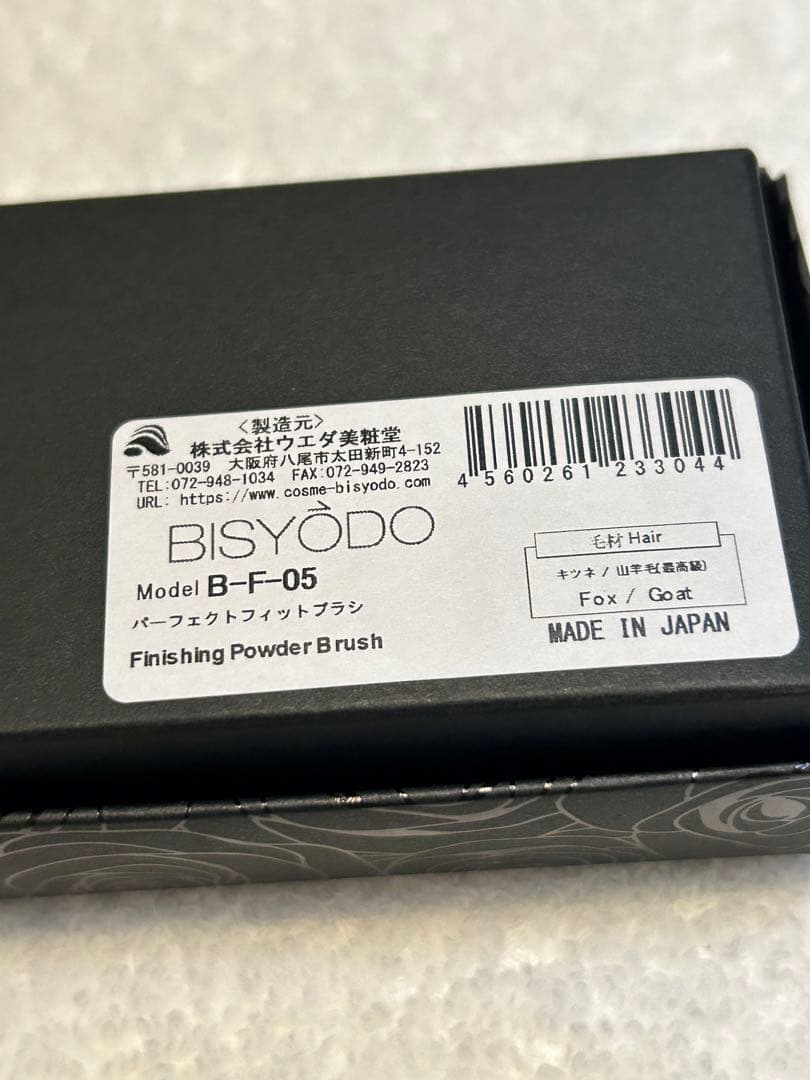 〈製造元〉
株式会社ウエダ美粧堂
〒581-0039 大阪府八尾市太田新町4-152
TEL:072-948-1034 FAX:072-949-2823
URL: https://www.cosme-bisyodo.com
4 560261 233044
BISYODO
Model B-F-05
パーフェクトフィットブラシ
Finishing Powder Brush
毛材 Hair
キツネ / 山羊毛(最高級)
Fox / Goat
MADE IN JAPAN